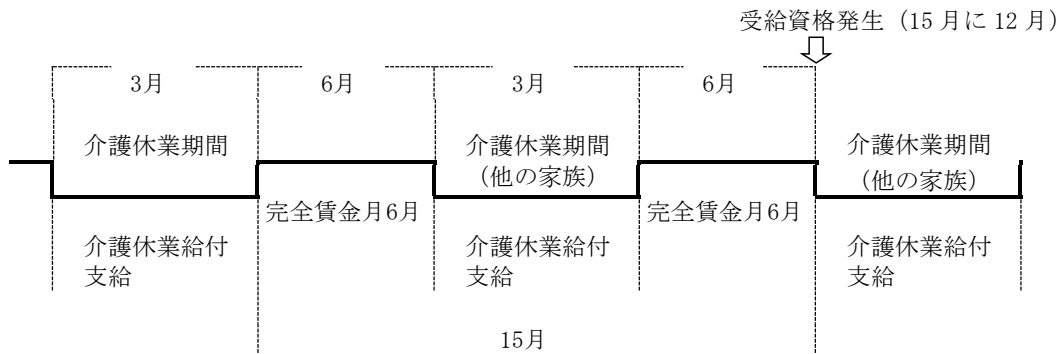 受給資格発生（15月に12月）
3月
6月
3月
6月
介護休業期間
介護休業期間
（他の家族）
介護休業期間
（他の家族）
完全賃金月6月
完全賃金月6月
介護休業給付
支給
介護休業給付
支給
介護休業給付
支給
15月